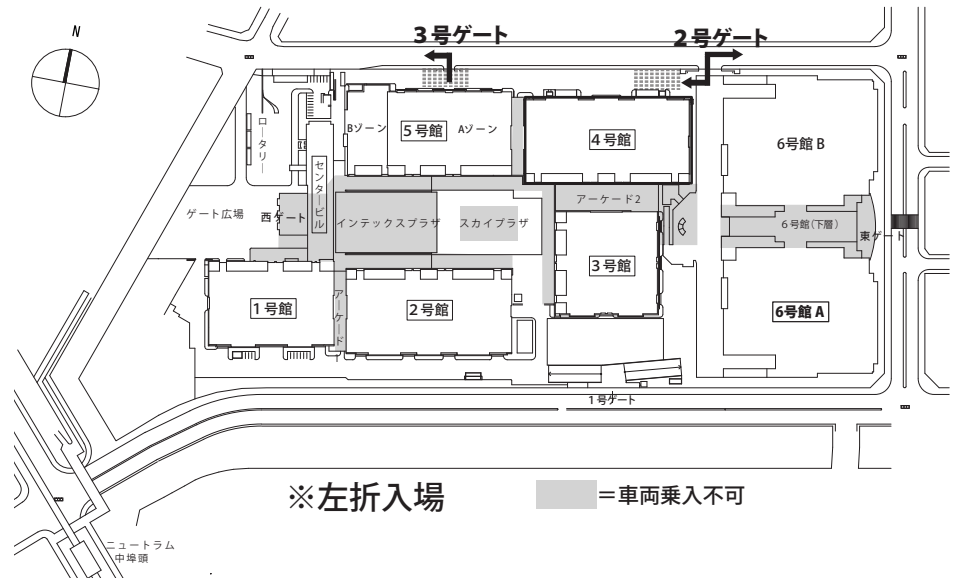 N
3号ゲート
2号ゲート
ロータリー
Bゾーン
5号館
Aゾーン
4号館
6号館 B
センタービル
ゲート広場
西ゲート
インテックスプラザ
スカイプラザ
アーケード2
6号館(下層)
東ゲート
1号館
アーケード
2号館
3号館
6号館 A
1号ゲート
※左折入場
=車両乗入不可
ニュートラム
中埠頭